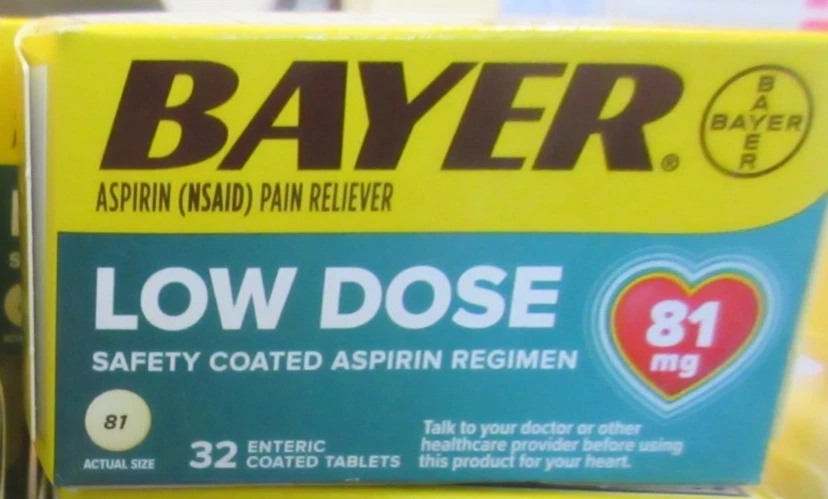 BAYER®
BAYER
BAYER
ASPIRIN (NSAID) PAIN RELIEVER
LOW DOSE
SAFETY COATED ASPIRIN REGIMEN
81
mg
81
ACTUAL SIZE
32 ENTERIC
COATED TABLETS
Talk to your doctor or other
healthcare provider before using
this product for your heart.